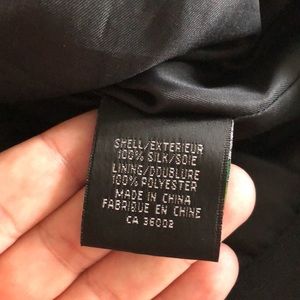 SHELL/EXTERIEUR
100% SILK/SOIE
LINING/DOUBLURE
100% POLYESTER
MADE IN CHINA
FABRIQUE EN CHINE
CA 36002